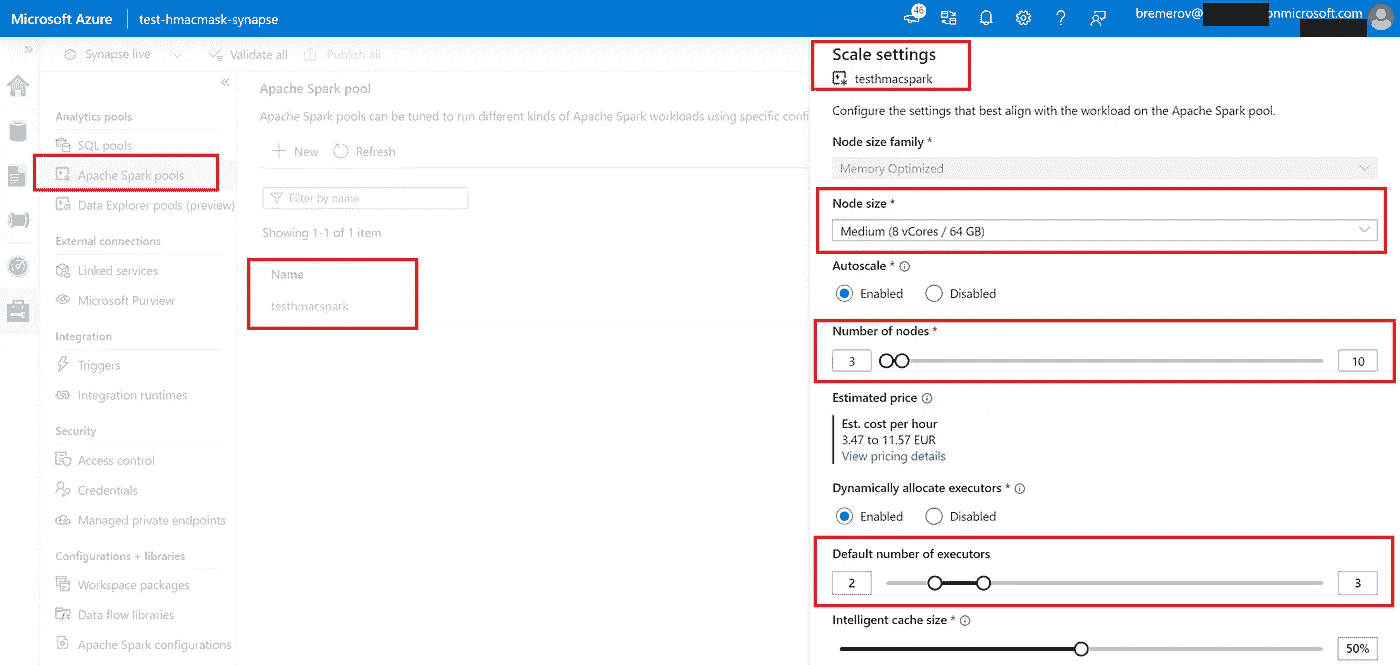 Microsoft Azure
test-hmacmask-synapse
46
bremerov@
onmicrosoft.com
Synapse live
Validate all
Publish all
Analytics pools
SQL pools
Apache Spark pools
Data Explorer pools (preview)
External connections
Linked services
Microsoft Purview
Integration
Triggers
Integration runtimes
Security
Access control
Credentials
Managed private endpoints
Configurations + libraries
Workspace packages
Data flow libraries
Apache Spark configurations
Apache Spark pool
Apache Spark pools can be tuned to run different kinds of Apache Spark workloads using specific confi
New
Refresh
Filter by name
Showing 1-1 of 1 item
Name
testhmacspark
Scale settings
testhmacspark
Configure the settings that best align with the workload on the Apache Spark pool.
Node size family *
Memory Optimized
Node size *
Medium (8 vCores / 64 GB)
Autoscale *
Enabled Disabled
Number of nodes *
3 10
Estimated price
Est. cost per hour
3.47 to 11.57 EUR
View pricing details
Dynamically allocate executors *
Enabled Disabled
Default number of executors
2 3
Intelligent cache size *
50%